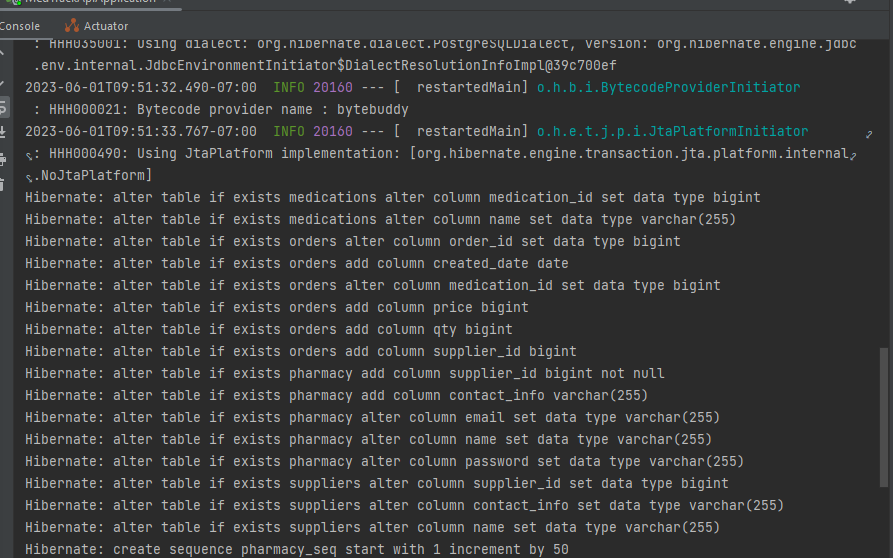 Console Actuator
: HHH035001: Using dialect: org.hibernate.dialect.PostgreSQLDialect, version: org.hibernate.engine.jdbc
.env.internal.JdbcEnvironmentInitiator$DialectResolutionInfoImpl@39c700ef
2023-06-01T09:51:32.490-07:00  INFO 20160 --- [  restartedMain] o.h.b.i.BytecodeProviderInitiator
: HHH000021: Bytecode provider name : bytebuddy
2023-06-01T09:51:33.767-07:00  INFO 20160 --- [  restartedMain] o.h.e.t.j.p.i.JtaPlatformInitiator
: HHH000490: Using JtaPlatform implementation: [org.hibernate.engine.transaction.jta.platform.internal
.NoJtaPlatform]
Hibernate: alter table if exists medications alter column medication_id set data type bigint
Hibernate: alter table if exists medications alter column name set data type varchar(255)
Hibernate: alter table if exists orders alter column order_id set data type bigint
Hibernate: alter table if exists orders add column created_date date
Hibernate: alter table if exists orders alter column medication_id set data type bigint
Hibernate: alter table if exists orders add column price bigint
Hibernate: alter table if exists orders add column qty bigint
Hibernate: alter table if exists orders add column supplier_id bigint
Hibernate: alter table if exists pharmacy add column supplier_id bigint not null
Hibernate: alter table if exists pharmacy add column contact_info varchar(255)
Hibernate: alter table if exists pharmacy alter column email set data type varchar(255)
Hibernate: alter table if exists pharmacy alter column name set data type varchar(255)
Hibernate: alter table if exists pharmacy alter column password set data type varchar(255)
Hibernate: alter table if exists suppliers alter column supplier_id set data type bigint
Hibernate: alter table if exists suppliers alter column contact_info set data type varchar(255)
Hibernate: alter table if exists suppliers alter column name set data type varchar(255)
Hibernate: create sequence pharmacy_seq start with 1 increment by 50